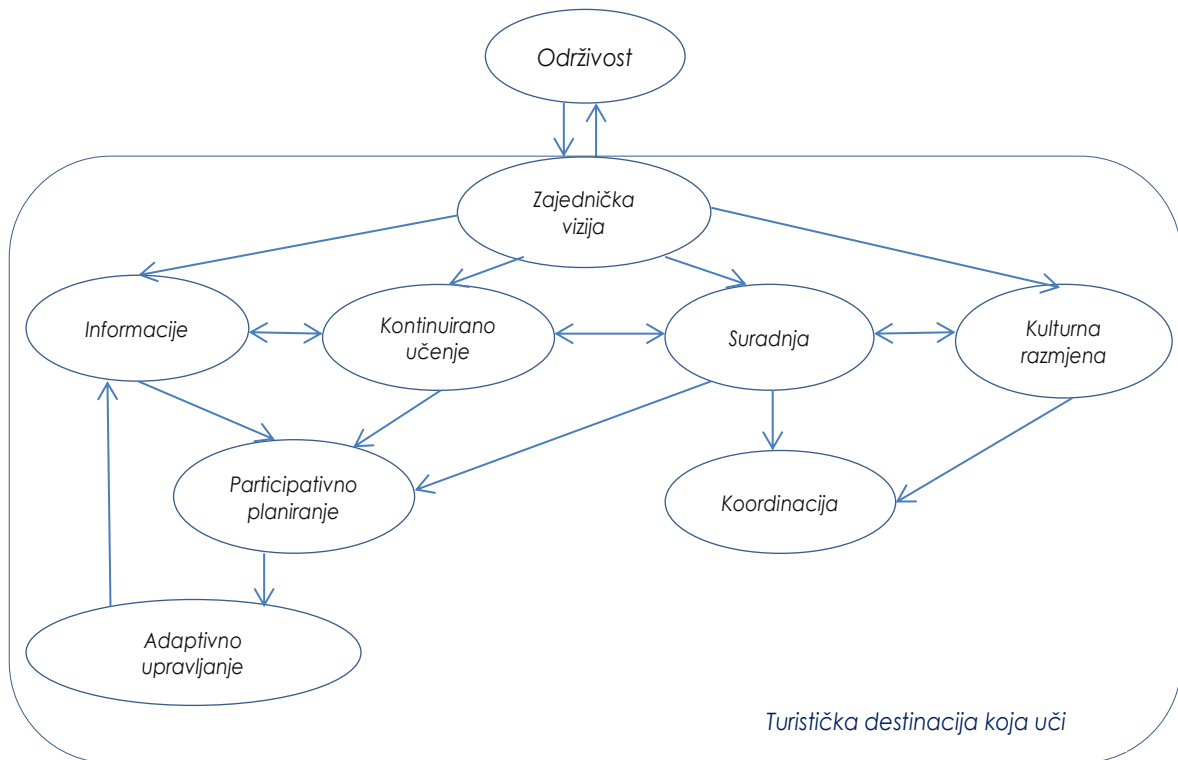 Održivost
Zajednička
vizija
Informacije
Kontinuirano
učenje
Suradnja
Kulturna
razmjena
Participativno
planiranje
Koordinacija
Adaptivno
upravljanje
Turistička destinacija koja uči